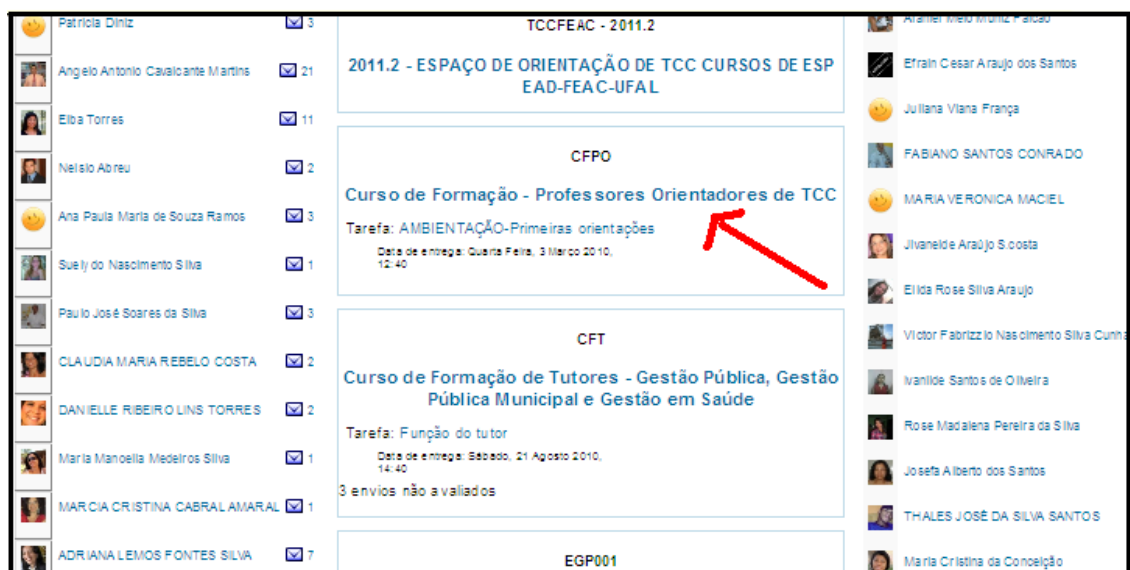 Patricia Diniz 3
Angelo Antonio Cavalcante Martins 21
Elba Torres 11
Nelsio Abreu 2
Ana Paula Maria de Souza Ramos 3
Suely do Nascimento Silva 1
Paulo José Soares da Silva 3
CLAUDIA MARIA REBELO COSTA 2
DANIELLE RIBEIRO LINS TORRES 2
Maria Manoella Medeiros Silva 1
MARCIA CRISTINA CABRAL AMARAL 1
ADRIANA LEMOS FONTES SILVA 7
TCCFEAC - 2011.2
2011.2 - ESPAÇO DE ORIENTAÇÃO DE TCC CURSOS DE ESP
EAD-FEAC-UFAL
CFPO
Curso de Formação - Professores Orientadores de TCC
Tarefa: AMBIENTAÇÃO-Primeiras orientações
Data de entrega: Quarta Feira, 3 Março 2010,
12:40
CFT
Curso de Formação de Tutores - Gestão Pública, Gestão
Pública Municipal e Gestão em Saúde
Tarefa: Função do tutor
Data de entrega: Sábado, 21 Agosto 2010,
14:40
3 envios não avaliados
EGP001
Melo Muniz Falcão
Efrain Cesar Araujo dos Santos
Juliana Viana França
FABIANO SANTOS CONRADO
MARIA VERONICA MACIEL
Jivaneide Araújo S.costa
Elida Rose Silva Araujo
Victor Fabrizzio Nascimento Silva Cunha
Ivanilde Santos de Oliveira
Rose Madalena Pereira da Silva
Josefa Alberto dos Santos
THALES JOSÉ DA SILVA SANTOS
Maria Cristina da Conceição